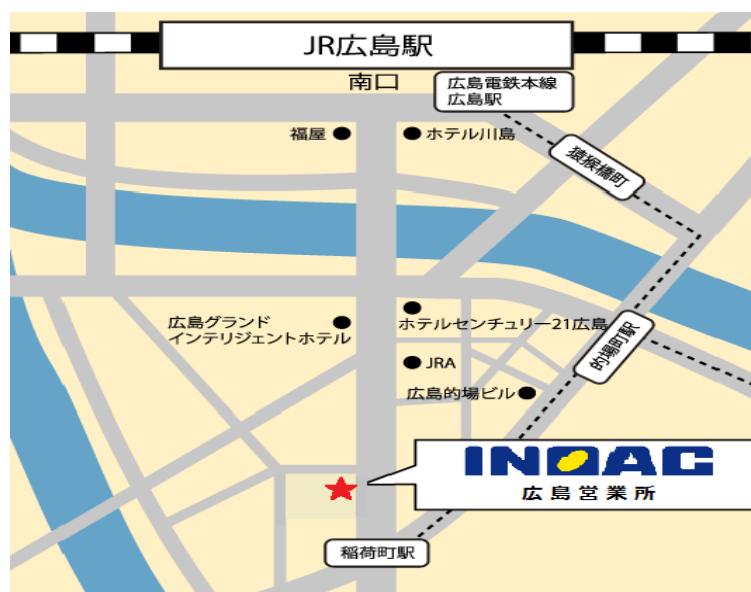 JR広島駅
南口
広島電鉄本線
広島駅
福屋
ホテル川島
猿猴橋町
広島グランド
インテリジェントホテル
ホテルセンチュリー21広島
的場町駅
JRA
広島的場ビル
INOAC
広島営業所
稲荷町駅